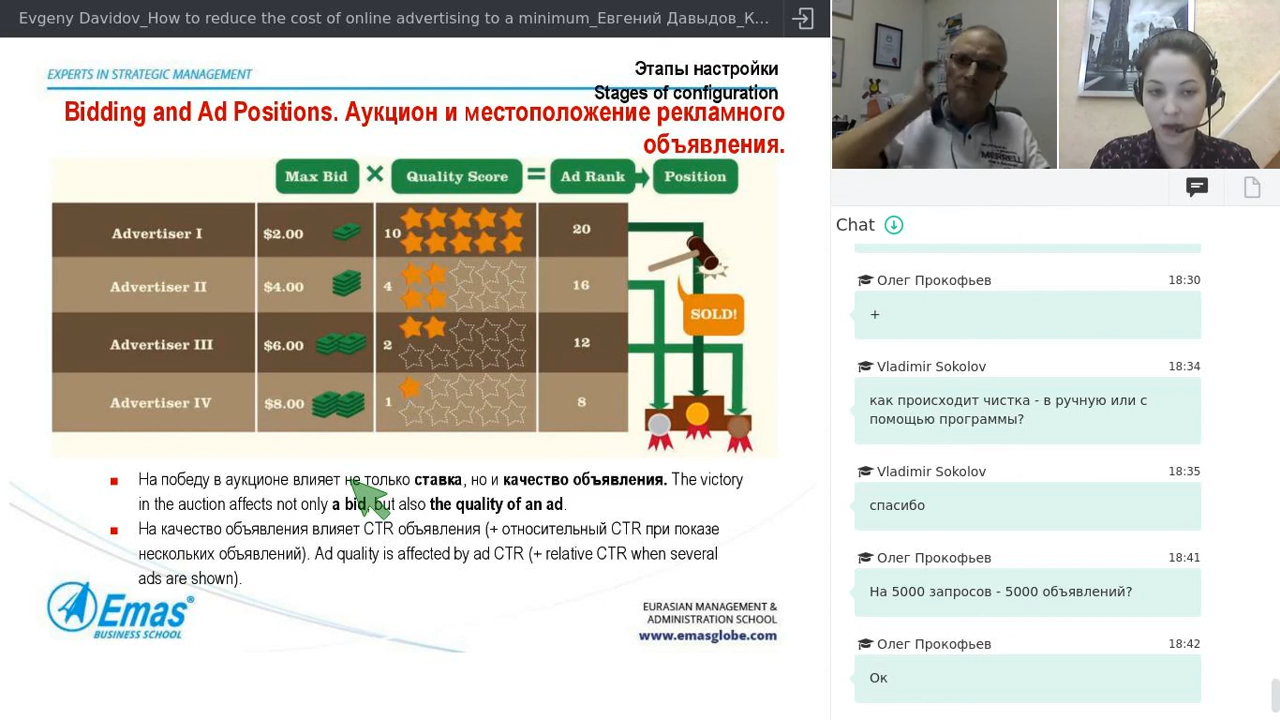 Evgeny Davidov_How to reduce the cost of online advertising to a minimum_Евгений Давыдов_К...
EXPERTS IN STRATEGIC MANAGEMENT
Этапы настройки
Stages of configuration
Bidding and Ad Positions. Аукцион и местоположение рекламного
объявления.
Max Bid × Quality Score = Ad Rank Position
Advertiser I $2.00 10 20
Advertiser II $4.00 4 16
Advertiser III $6.00 2 12
Advertiser IV $8.00 1 8
SOLD!
На победу в аукционе влияет не только ставка, но и качество объявления. The victory
in the auction affects not only a bid, but also the quality of an ad.
На качество объявления влияет CTR объявления (+ относительный CTR при показе
нескольких объявлений). Ad quality is affected by ad CTR (+ relative CTR when several
ads are shown).
Emas
BUSINESS SCHOOL
EURASIAN MANAGEMENT &
ADMINISTRATION SCHOOL
www.emasglobe.com
MERRELL
Chat
Олег Прокофьев 18:30
+
Vladimir Sokolov 18:34
как происходит чистка - в ручную или с
помощью программы?
Vladimir Sokolov 18:35
спасибо
Олег Прокофьев 18:41
На 5000 запросов - 5000 объявлений?
Олег Прокофьев 18:42
Ок